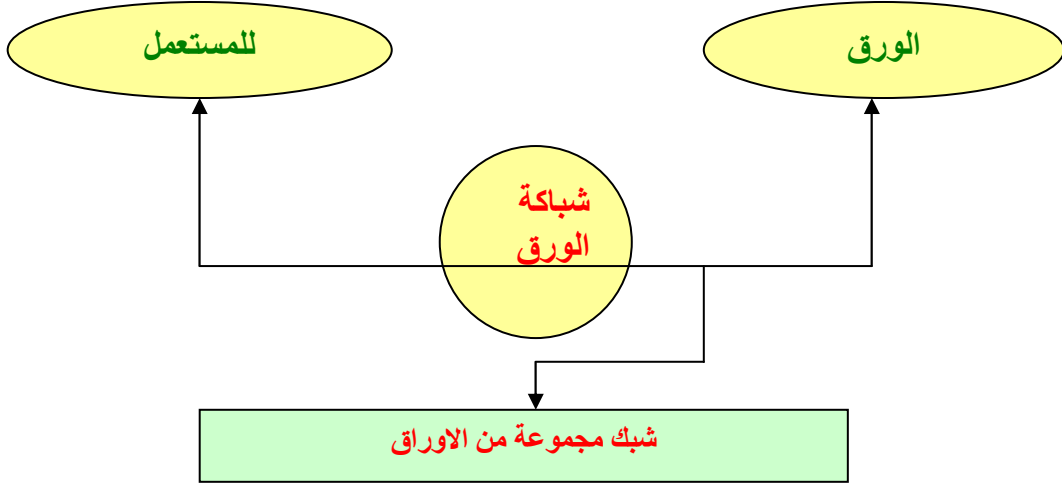 الورق
للمستعمل
شباكة
الورق
شبك مجموعة من الاوراق